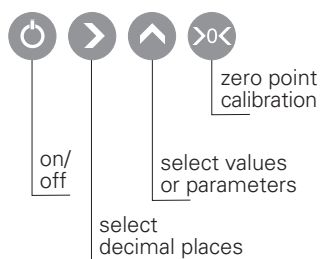 >0<
zero point
calibration
on/
off
select values
or parameters
select
decimal places